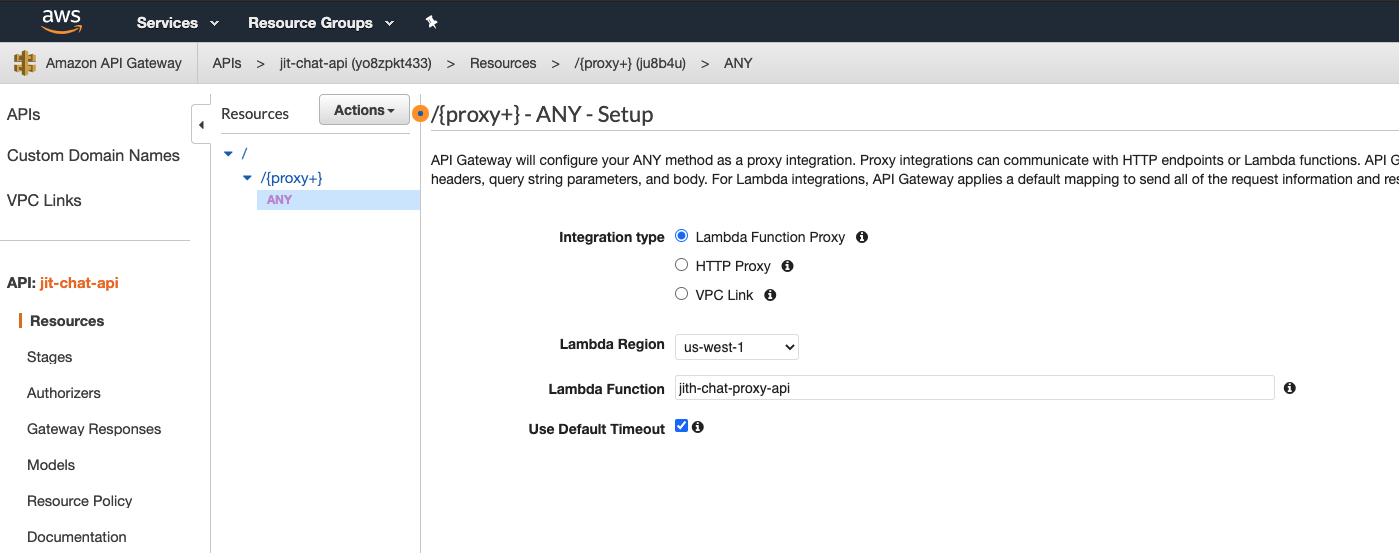 aws Services Resource Groups
Amazon API Gateway APIs > jit-chat-api (yo8zpkt433) > Resources > /{proxy+} (ju8b4u) > ANY
APIs
Custom Domain Names
VPC Links
API: jit-chat-api
Resources
Stages
Authorizers
Gateway Responses
Models
Resource Policy
Documentation
Resources Actions
/
/{proxy+}
ANY
/{proxy+} - ANY - Setup
API Gateway will configure your ANY method as a proxy integration. Proxy integrations can communicate with HTTP endpoints or Lambda functions. API G
headers, query string parameters, and body. For Lambda integrations, API Gateway applies a default mapping to send all of the request information and res
Integration type Lambda Function Proxy
HTTP Proxy
VPC Link
Lambda Region us-west-1
Lambda Function jith-chat-proxy-api
Use Default Timeout